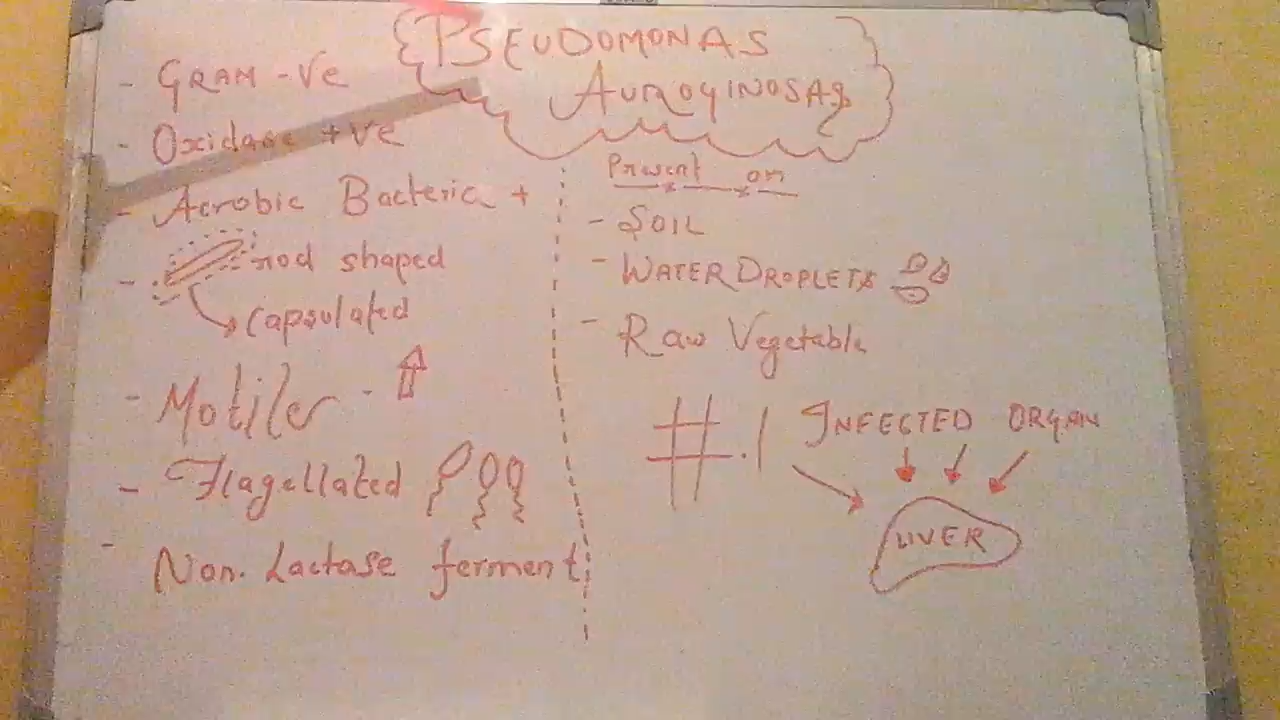 PSEUDOMONAS
AUROGINOSA
- GRAM -Ve
- Oxidase +Ve
- Aerobic Bacteria +
- rod shaped
capsulated
- Motile -
- Flagellated
- Non. Lactase ferment
Present on
- SOIL
- WATER DROPLETS
- Raw Vegetable
#.1 INFECTED ORGAN
LIVER